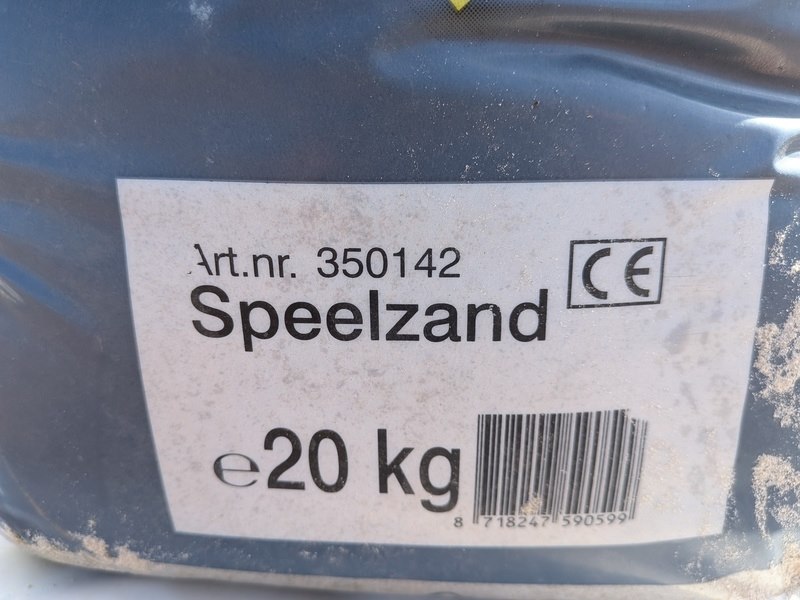 Art.nr. 350142
CE
Speelzand
℮20 kg
8 718247 590599